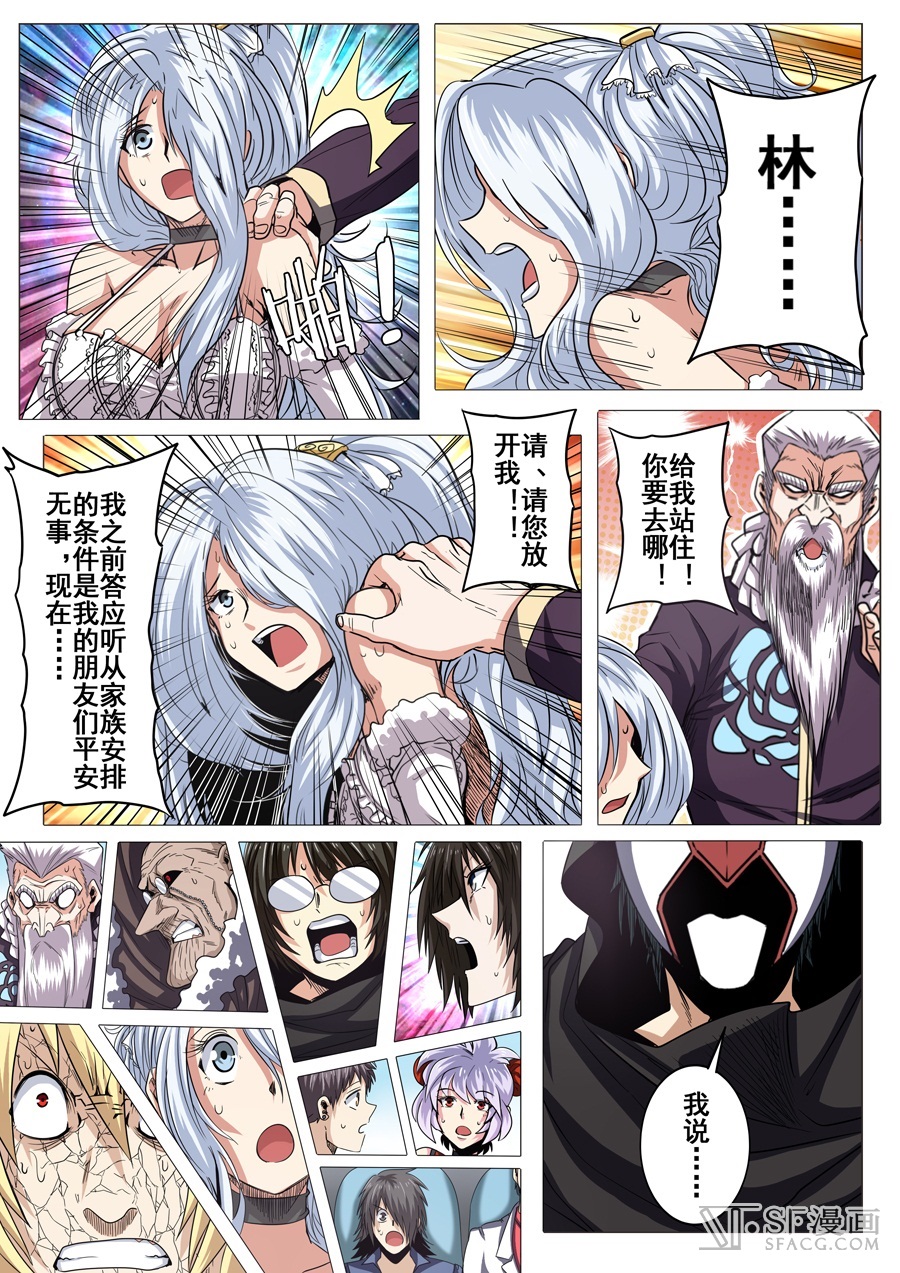 林……
啪！
给我站住！
你要去哪！
请、请您放
开我！！
我之前答应听从家族安排
的条件是我的朋友们平安
无事，现在……
我
说……
SF漫画
SFACG.COM